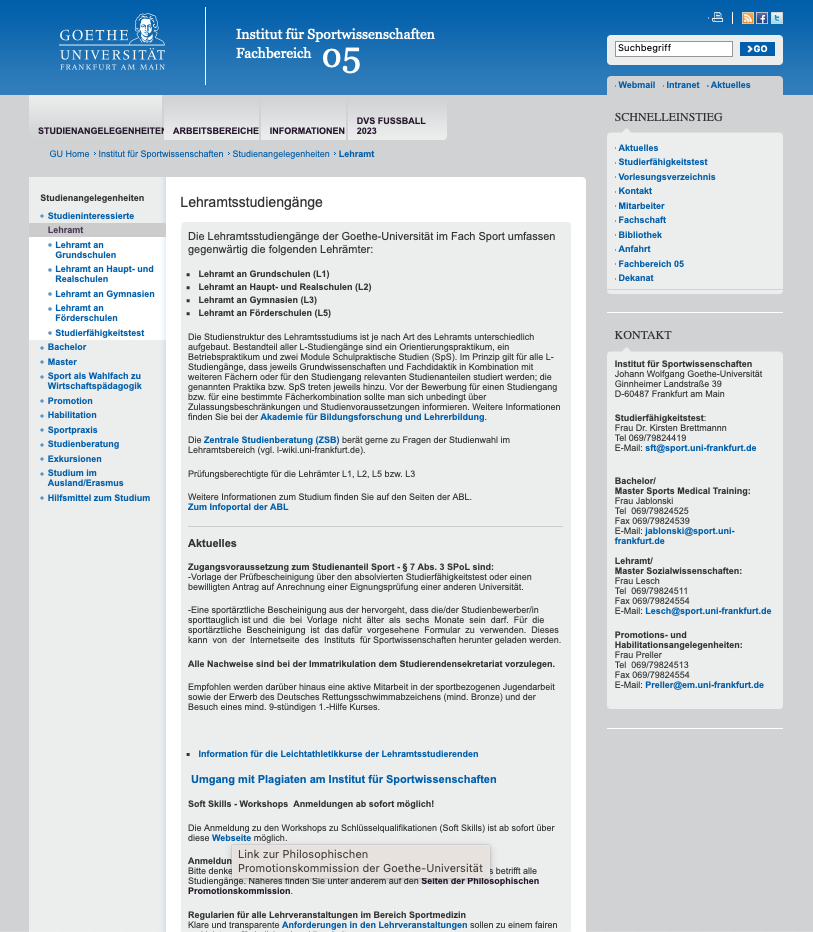 GOETHE
UNIVERSITÄT
FRANKFURT AM MAIN
Institut für Sportwissenschaften
Fachbereich 05
Suchbegriff
GO
Webmail Intranet Aktuelles
STUDIENANGELEGENHEITEN ARBEITSBEREICHE INFORMATIONEN DVS FUSSBALL
2023
GU Home Institut für Sportwissenschaften Studienangelegenheiten Lehramt
Studienangelegenheiten
Studieninteressierte
Lehramt
Lehramt an
Grundschulen
Lehramt an Haupt- und
Realschulen
Lehramt an Gymnasien
Lehramt an
Förderschulen
Studierfähigkeitstest
Bachelor
Master
Sport als Wahlfach zu
Wirtschaftspädagogik
Promotion
Habilitation
Sportpraxis
Studienberatung
Exkursionen
Studium im
Ausland/Erasmus
Hilfsmittel zum Studium
Lehramtsstudiengänge
Die Lehramtsstudiengänge der Goethe-Universität im Fach Sport umfassen
gegenwärtig die folgenden Lehrämter:
Lehramt an Grundschulen (L1)
Lehramt an Haupt- und Realschulen (L2)
Lehramt an Gymnasien (L3)
Lehramt an Förderschulen (L5)
Die Studienstruktur des Lehramtsstudiums ist je nach Art des Lehramts unterschiedlich
aufgebaut. Bestandteil aller L-Studiengänge sind ein Orientierungspraktikum, ein
Betriebspraktikum und zwei Module Schulpraktische Studien (SpS). Im Prinzip gilt für alle L-
Studiengänge, dass jeweils Grundwissenschaften und Fachdidaktik in Kombination mit
weiteren Fächern oder für den Studiengang relevanten Studienanteilen studiert werden; die
genannten Praktika bzw. SpS treten jeweils hinzu. Vor der Bewerbung für einen Studiengang
bzw. für eine bestimmte Fächerkombination sollte man sich unbedingt über
Zulassungsbeschränkungen und Studienvoraussetzungen informieren. Weitere Informationen
finden Sie bei der Akademie für Bildungsforschung und Lehrerbildung.
Die Zentrale Studienberatung (ZSB) berät gerne zu Fragen der Studienwahl im
Lehramtsbereich (vgl. l-wiki.uni-frankfurt.de).
Prüfungsberechtigte für die Lehrämter L1, L2, L5 bzw. L3
Weitere Informationen zum Studium finden Sie auf den Seiten der ABL.
Zum Infoportal der ABL
Aktuelles
Zugangsvoraussetzung zum Studienanteil Sport - § 7 Abs. 3 SPoL sind:
-Vorlage der Prüfbescheinigung über den absolvierten Studierfähigkeitstest oder einen
bewilligten Antrag auf Anrechnung einer Eignungsprüfung einer anderen Universität.
-Eine sportärztliche Bescheinigung aus der hervorgeht, dass die/der Studienbewerber/in
sporttauglich ist und die bei Vorlage nicht älter als sechs Monate sein darf. Für die
sportärztliche Bescheinigung ist das dafür vorgesehene Formular zu verwenden. Dieses
kann von der Internetseite des Instituts für Sportwissenschaften herunter geladen werden.
Alle Nachweise sind bei der Immatrikulation dem Studierendensekretariat vorzulegen.
Empfohlen werden darüber hinaus eine aktive Mitarbeit in der sportbezogenen Jugendarbeit
sowie der Erwerb des Deutschen Rettungsschwimmabzeichens (mind. Bronze) und der
Besuch eines mind. 9-stündigen 1.-Hilfe Kurses.
Information für die Leichtathletikkurse der Lehramtsstudierenden
Umgang mit Plagiaten am Institut für Sportwissenschaften
Soft Skills - Workshops Anmeldungen ab sofort möglich!
Die Anmeldung zu den Workshops zu Schlüsselqualifikationen (Soft Skills) ist ab sofort über
diese Webseite möglich.
Link zur Philosophischen
Promotionskommission der Goethe-Universität
Bitte betrifft alle
Studiengänge. Näheres finden Sie unter anderem auf den Seiten der Philosophischen
Promotionskommission.
Regularien für alle Lehrveranstaltungen im Bereich Sportmedizin
Klare und transparente Anforderungen in den Lehrveranstaltungen sollen zu einem fairen
SCHNELLEINSTIEG
Aktuelles
Studierfähigkeitstest
Vorlesungsverzeichnis
Kontakt
Mitarbeiter
Fachschaft
Bibliothek
Anfahrt
Fachbereich 05
Dekanat
KONTAKT
Institut für Sportwissenschaften
Johann Wolfgang Goethe-Universität
Ginnheimer Landstraße 39
D-60487 Frankfurt am Main
Studierfähigkeitstest:
Frau Dr. Kirsten Brettmannn
Tel 069/79824419
E-Mail: sft@sport.uni-frankfurt.de
Bachelor/
Master Sports Medical Training:
Frau Jablonski
Tel 069/79824525
Fax 069/79824539
E-Mail: jablonski@sport.uni-
frankfurt.de
Lehramt/
Master Sozialwissenschaften:
Frau Lesch
Tel 069/79824511
Fax 069/79824554
E-Mail: Lesch@sport.uni-frankfurt.de
Promotions- und
Habilitationsangelegenheiten:
Frau Preller
Tel 069/79824513
Fax 069/79824554
E-Mail: Preller@em.uni-frankfurt.de